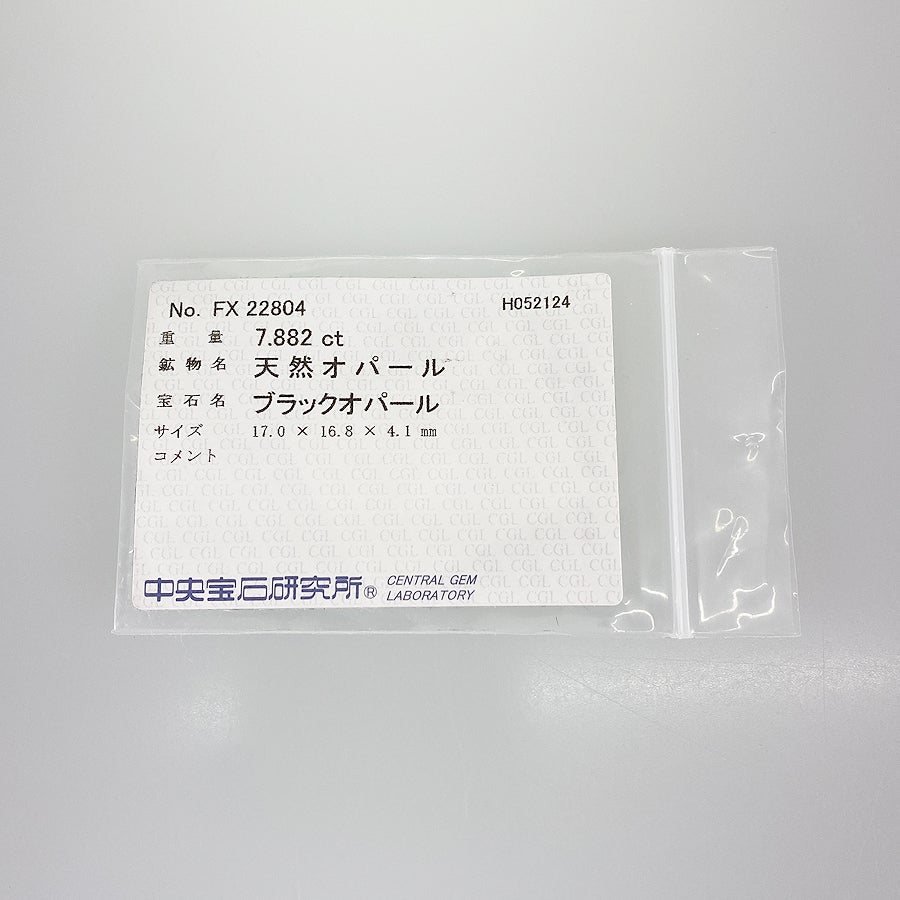 No. FX 22804 H052124
重量 7.882 ct
鉱物名 天然オパール
宝石名 ブラックオパール
サイズ 17.0 × 16.8 × 4.1 mm
コメント
中央宝石研究所® CENTRAL GEM
LABORATORY